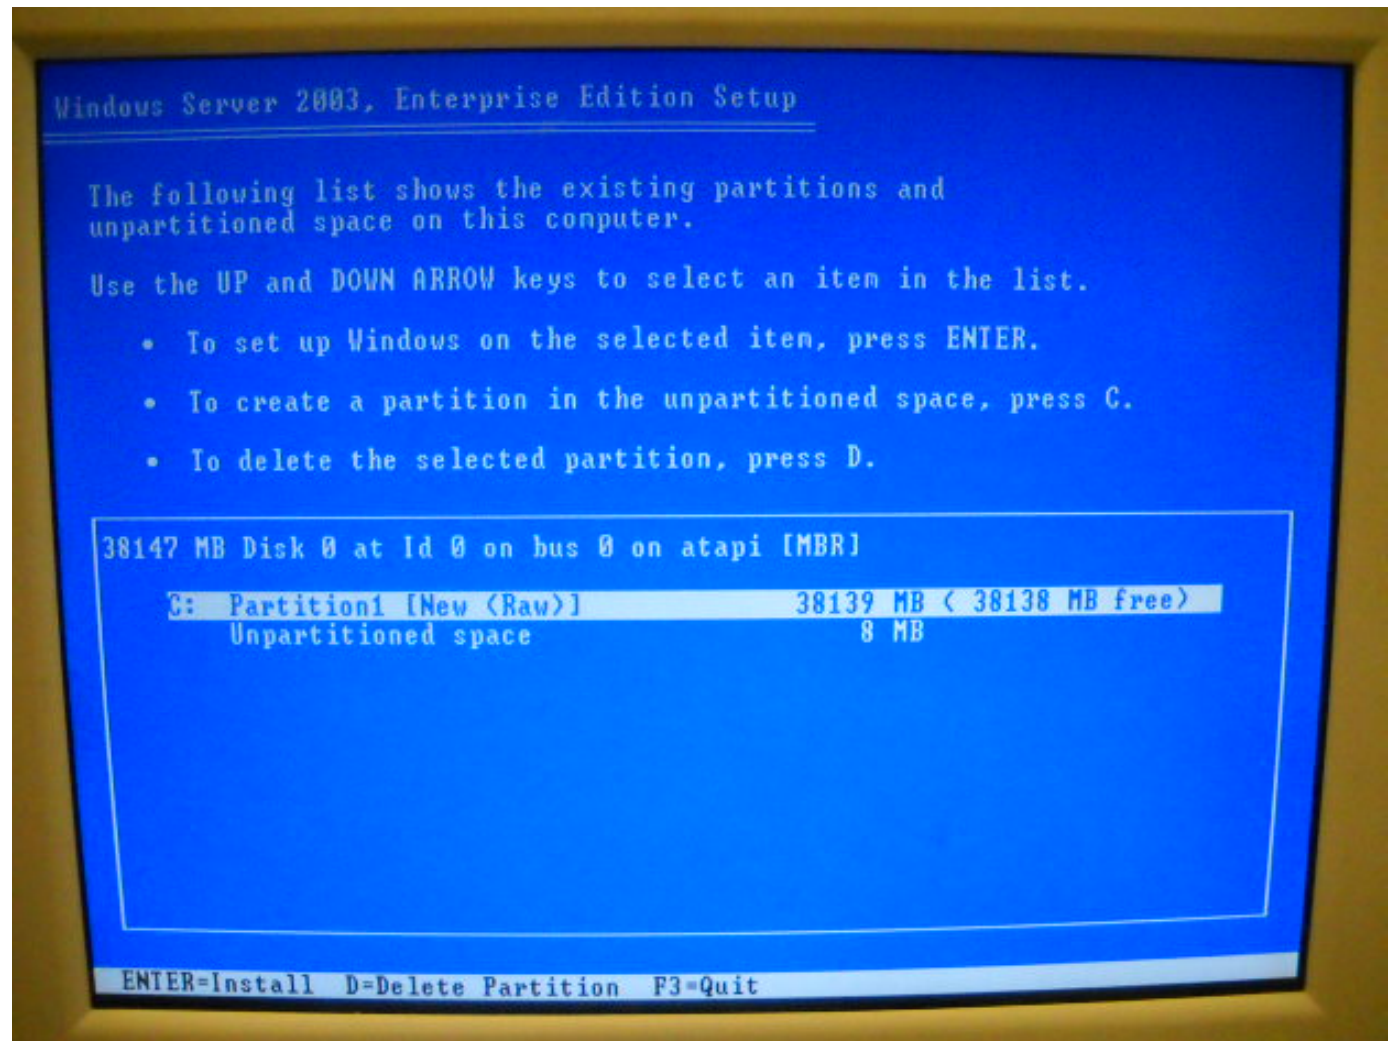 Windows Server 2003, Enterprise Edition Setup
The following list shows the existing partitions and
unpartitioned space on this computer.
Use the UP and DOWN ARROW keys to select an item in the list.
• To set up Windows on the selected item, press ENTER.
• To create a partition in the unpartitioned space, press C.
• To delete the selected partition, press D.
38147 MB Disk 0 at Id 0 on bus 0 on atapi [MBR]
C: Partition1 [New (Raw)] 38139 MB ( 38138 MB free)
Unpartitioned space 8 MB
ENTER=Install D=Delete Partition F3=Quit